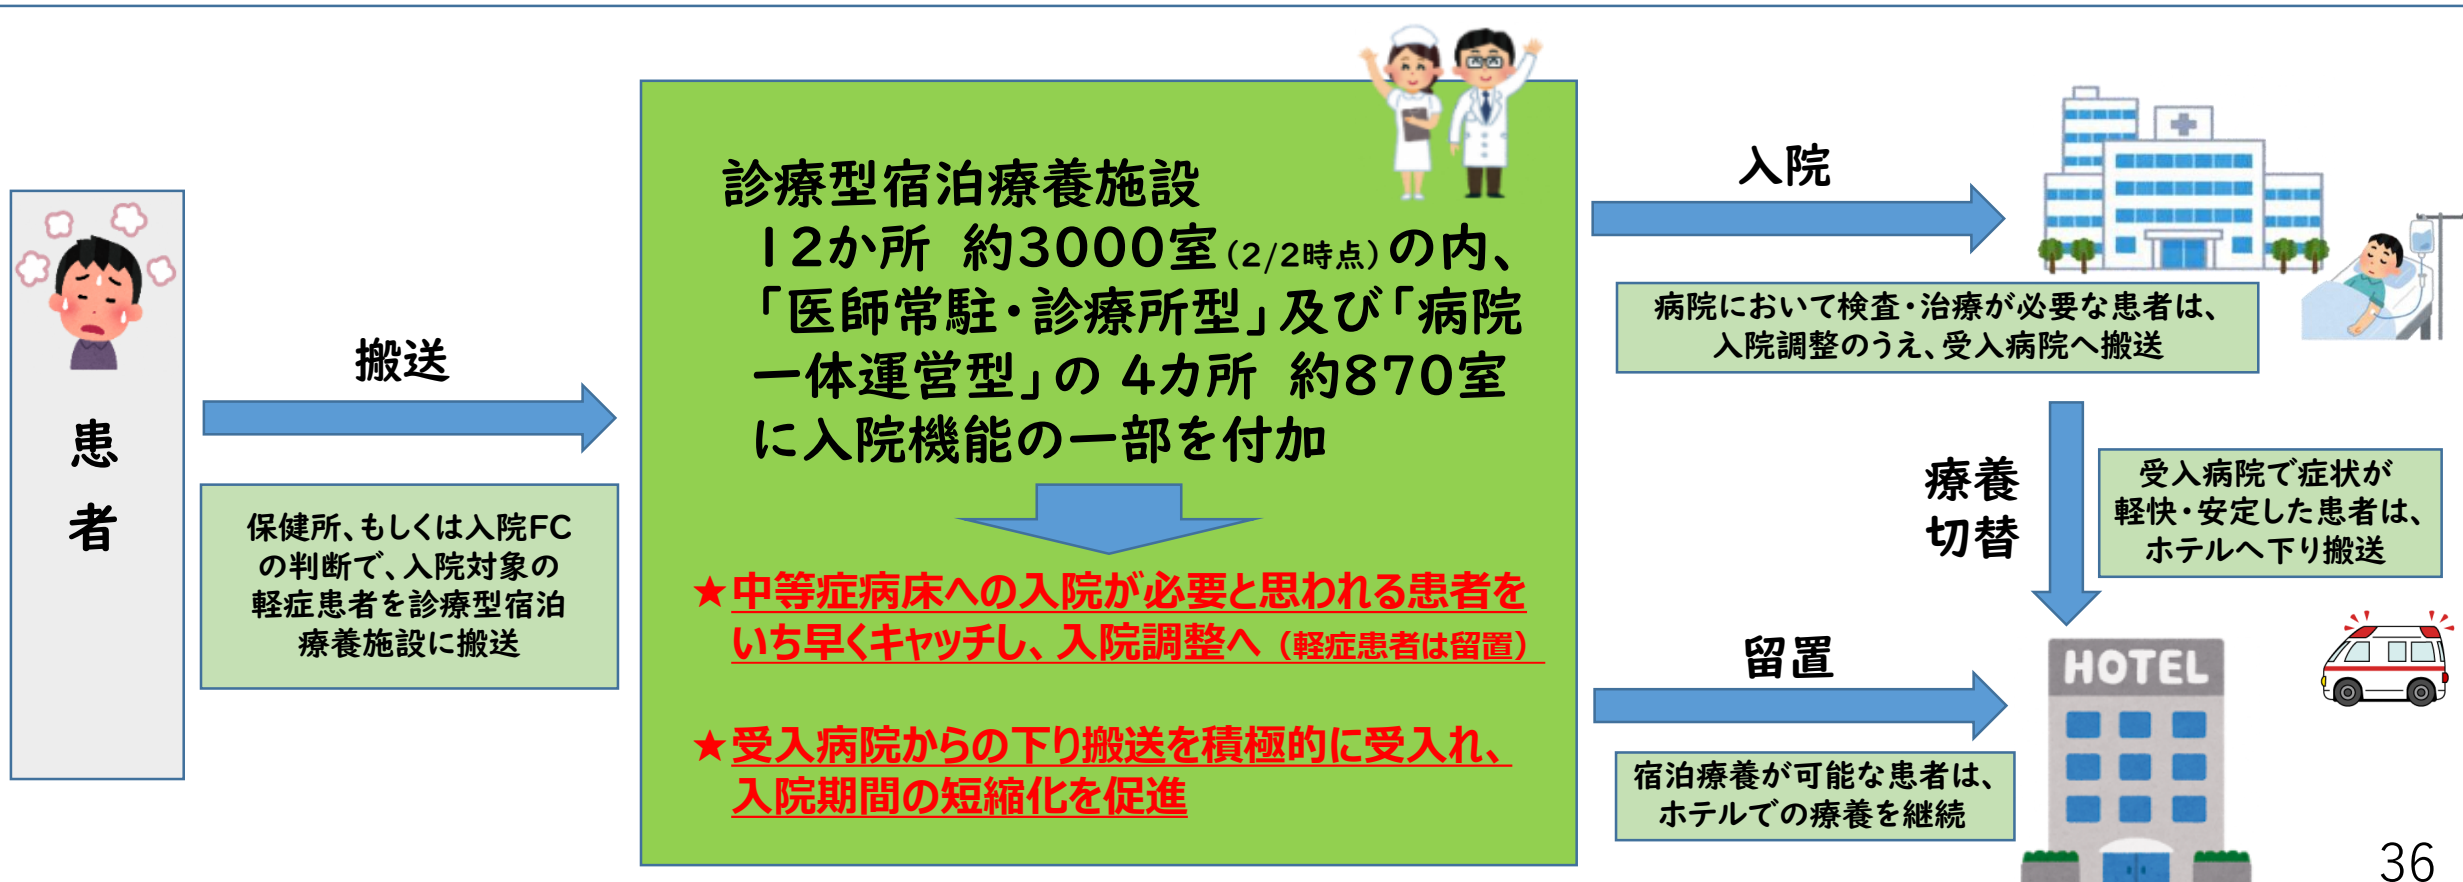 患者
搬送
保健所、もしくは入院FC
の判断で、入院対象の
軽症患者を診療型宿泊
療養施設に搬送
診療型宿泊療養施設
12か所 約3000室(2/2時点)の内、
「医師常駐・診療所型」及び「病院
一体運営型」の 4カ所 約870室
に入院機能の一部を付加
★中等症病床への入院が必要と思われる患者を
いち早くキャッチし、入院調整へ（軽症患者は留置）
★受入病院からの下り搬送を積極的に受入れ、
入院期間の短縮化を促進
入院
病院において検査・治療が必要な患者は、
入院調整のうえ、受入病院へ搬送
療養
切替
受入病院で症状が
軽快・安定した患者は、
ホテルへ下り搬送
留置
宿泊療養が可能な患者は、
ホテルでの療養を継続
HOTEL
36